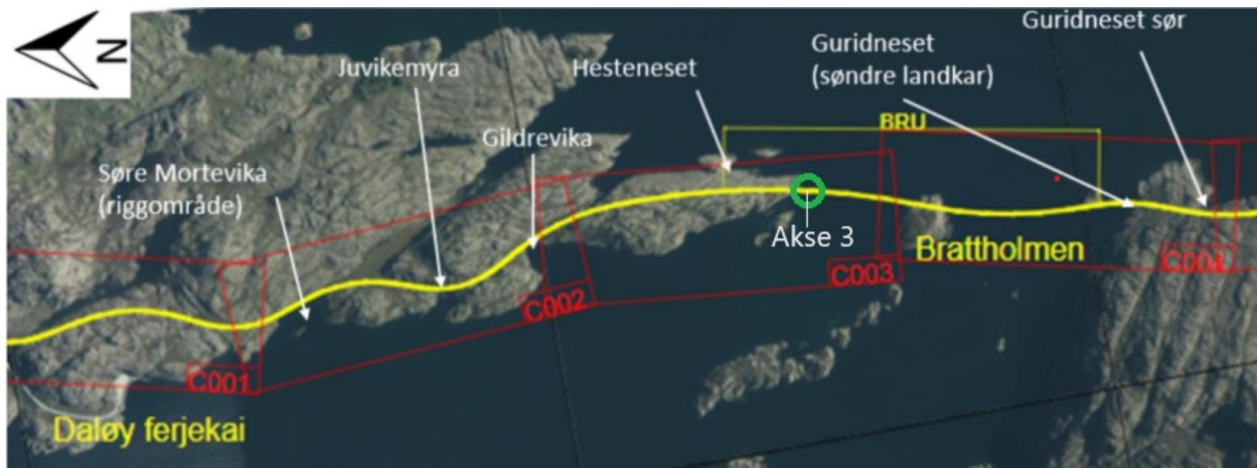 N
Juvikemyra
Hesteneset
Guridneset
(søndre landkar)
Guridneset sør
Gildrevika
BRU
Søre Mortevika
(riggområde)
Akse 3
Brattholmen
C001
C002
C003
C004
Daløy ferjekai